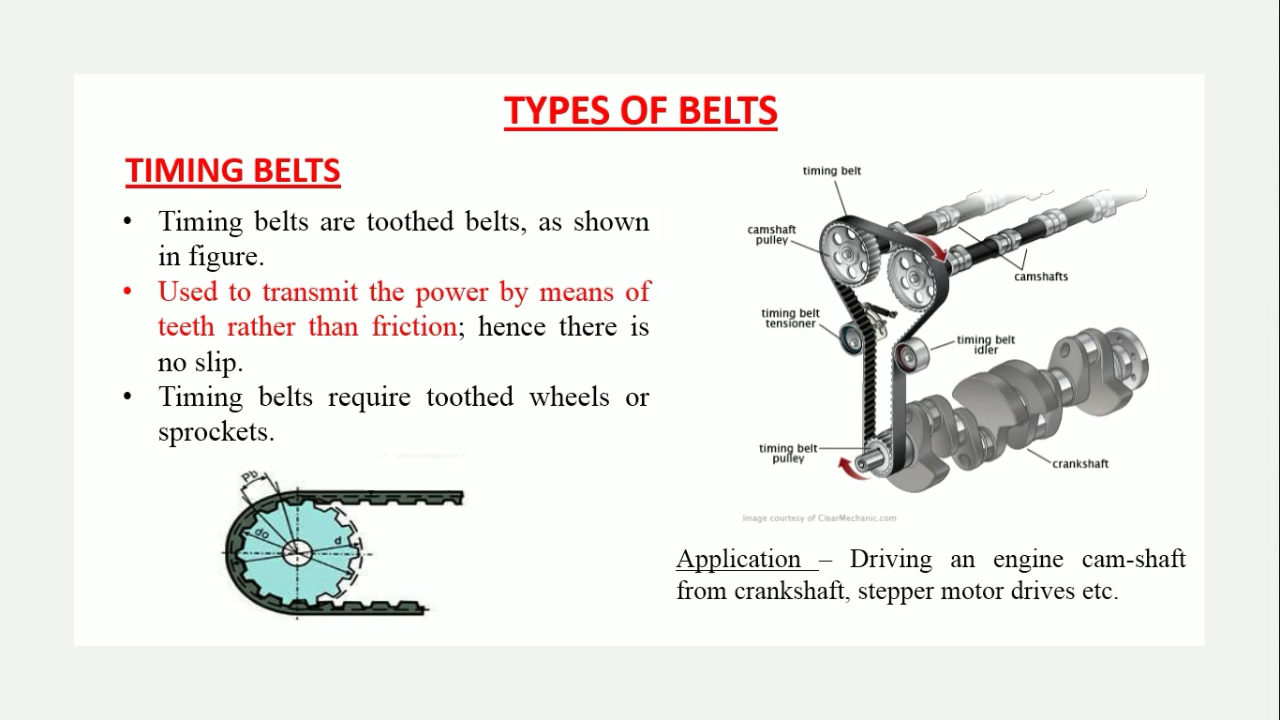 TYPES OF BELTS
TIMING BELTS
• Timing belts are toothed belts, as shown
in figure.
• Used to transmit the power by means of
teeth rather than friction; hence there is
no slip.
• Timing belts require toothed wheels or
sprockets.
Pb
do
d
timing belt
camshaft
pulley
camshafts
timing belt
tensioner
timing belt
idler
timing belt
pulley
crankshaft
Image courtesy of ClearMechanic.com
Application – Driving an engine cam-shaft
from crankshaft, stepper motor drives etc.